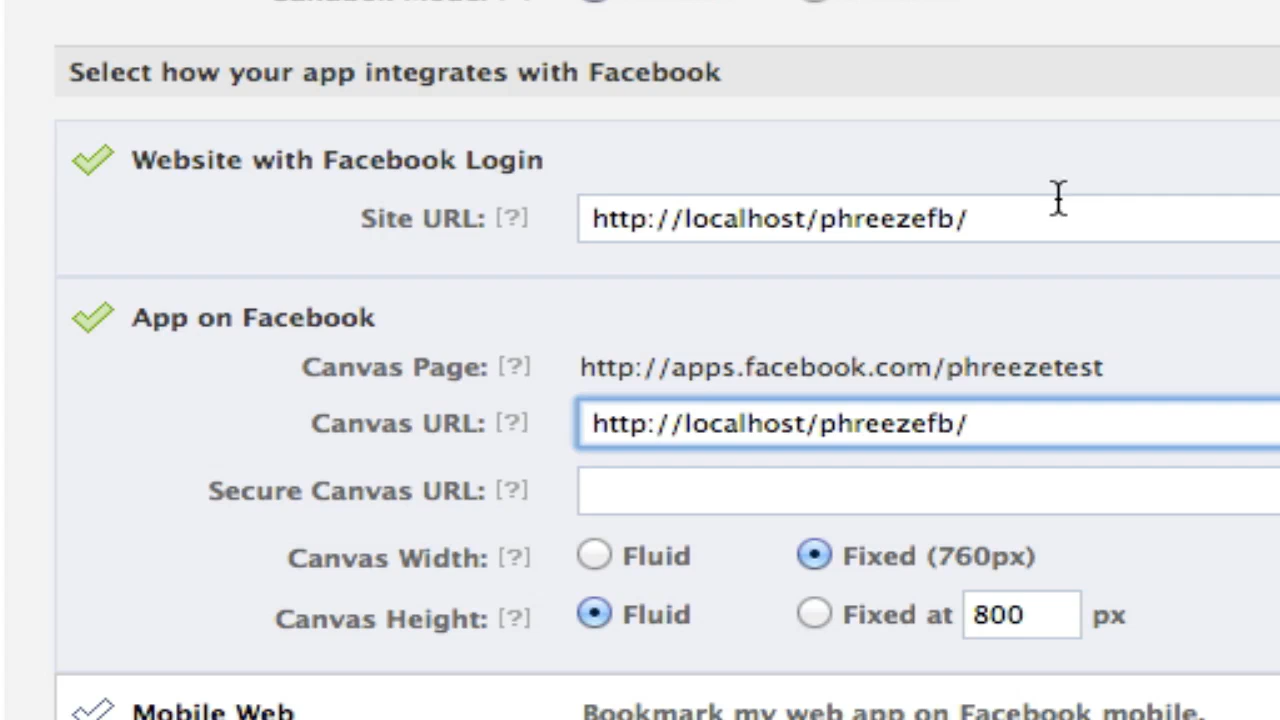 Select how your app integrates with Facebook
Website with Facebook Login
Site URL: [?] http://localhost/phreezefb/
App on Facebook
Canvas Page: [?] http://apps.facebook.com/phreezetest
Canvas URL: [?] http://localhost/phreezefb/
Secure Canvas URL: [?]
Canvas Width: [?] Fluid Fixed (760px)
Canvas Height: [?] Fluid Fixed at 800 px
Mobile Web Bookmark my web app on Facebook mobile.